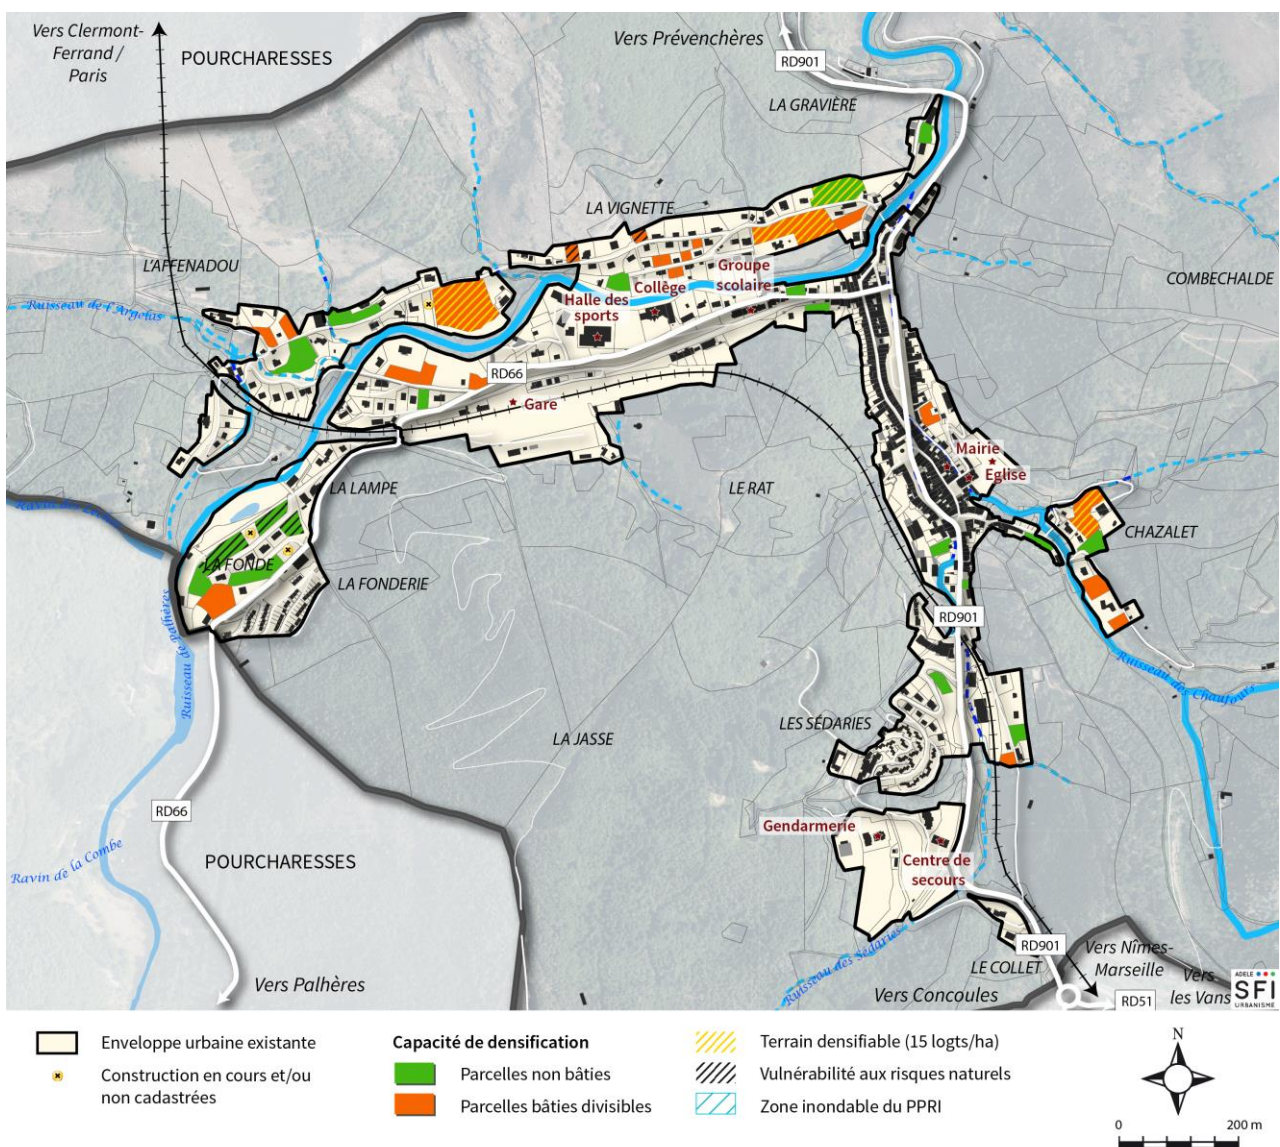 Vers Clermont-
Ferrand /
Paris
POURCHARESSES
Vers Prévenchères
RD901
LA GRAVIÈRE
LA VIGNETTE
L'AFFENADOU
COMBECHALDE
Groupe
scolaire
Collège
Halle des
sports
Ruisseau de l'Argelas
RD66
Gare
Mairie
Eglise
LA LAMPE
LE RAT
CHAZALET
LA FONDE
LA FONDERIE
Ruisseau de Palhères
RD901
Ruisseau des Chaufours
LES SÉDARIES
LA JASSE
RD66
Gendarmerie
Centre de
secours
POURCHARESSES
Ravin de la Combe
Ruisseau des Sédaries
RD901
Vers Nîmes-
Marseille
LE COLLET
Vers
les Vans
Vers Palhères
Vers Concoules
RD51
ADELE
SFI
URBANISME
Enveloppe urbaine existante
Construction en cours et/ou
non cadastrées
Capacité de densification
Parcelles non bâties
Parcelles bâties divisibles
Terrain densifiable (15 logts/ha)
Vulnérabilité aux risques naturels
Zone inondable du PPRI
N
0 200 m